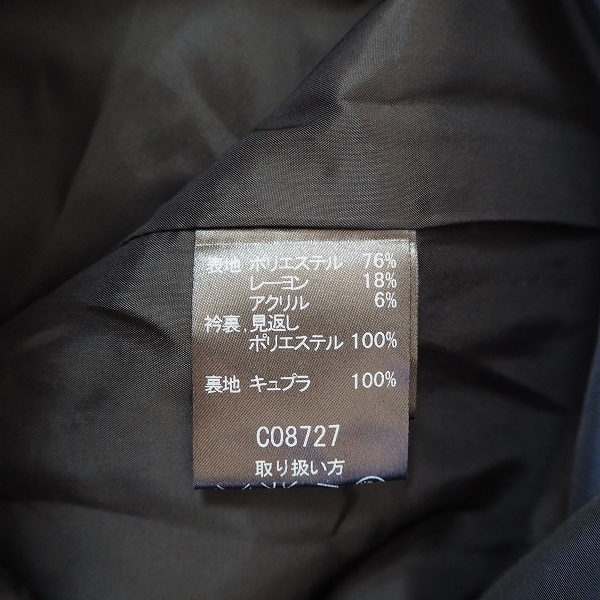 表地 ポリエステル 76%
レーヨン 18%
アクリル 6%
衿裏、見返し
ポリエステル 100%
裏地 キュプラ 100%
C08727
取り扱い方